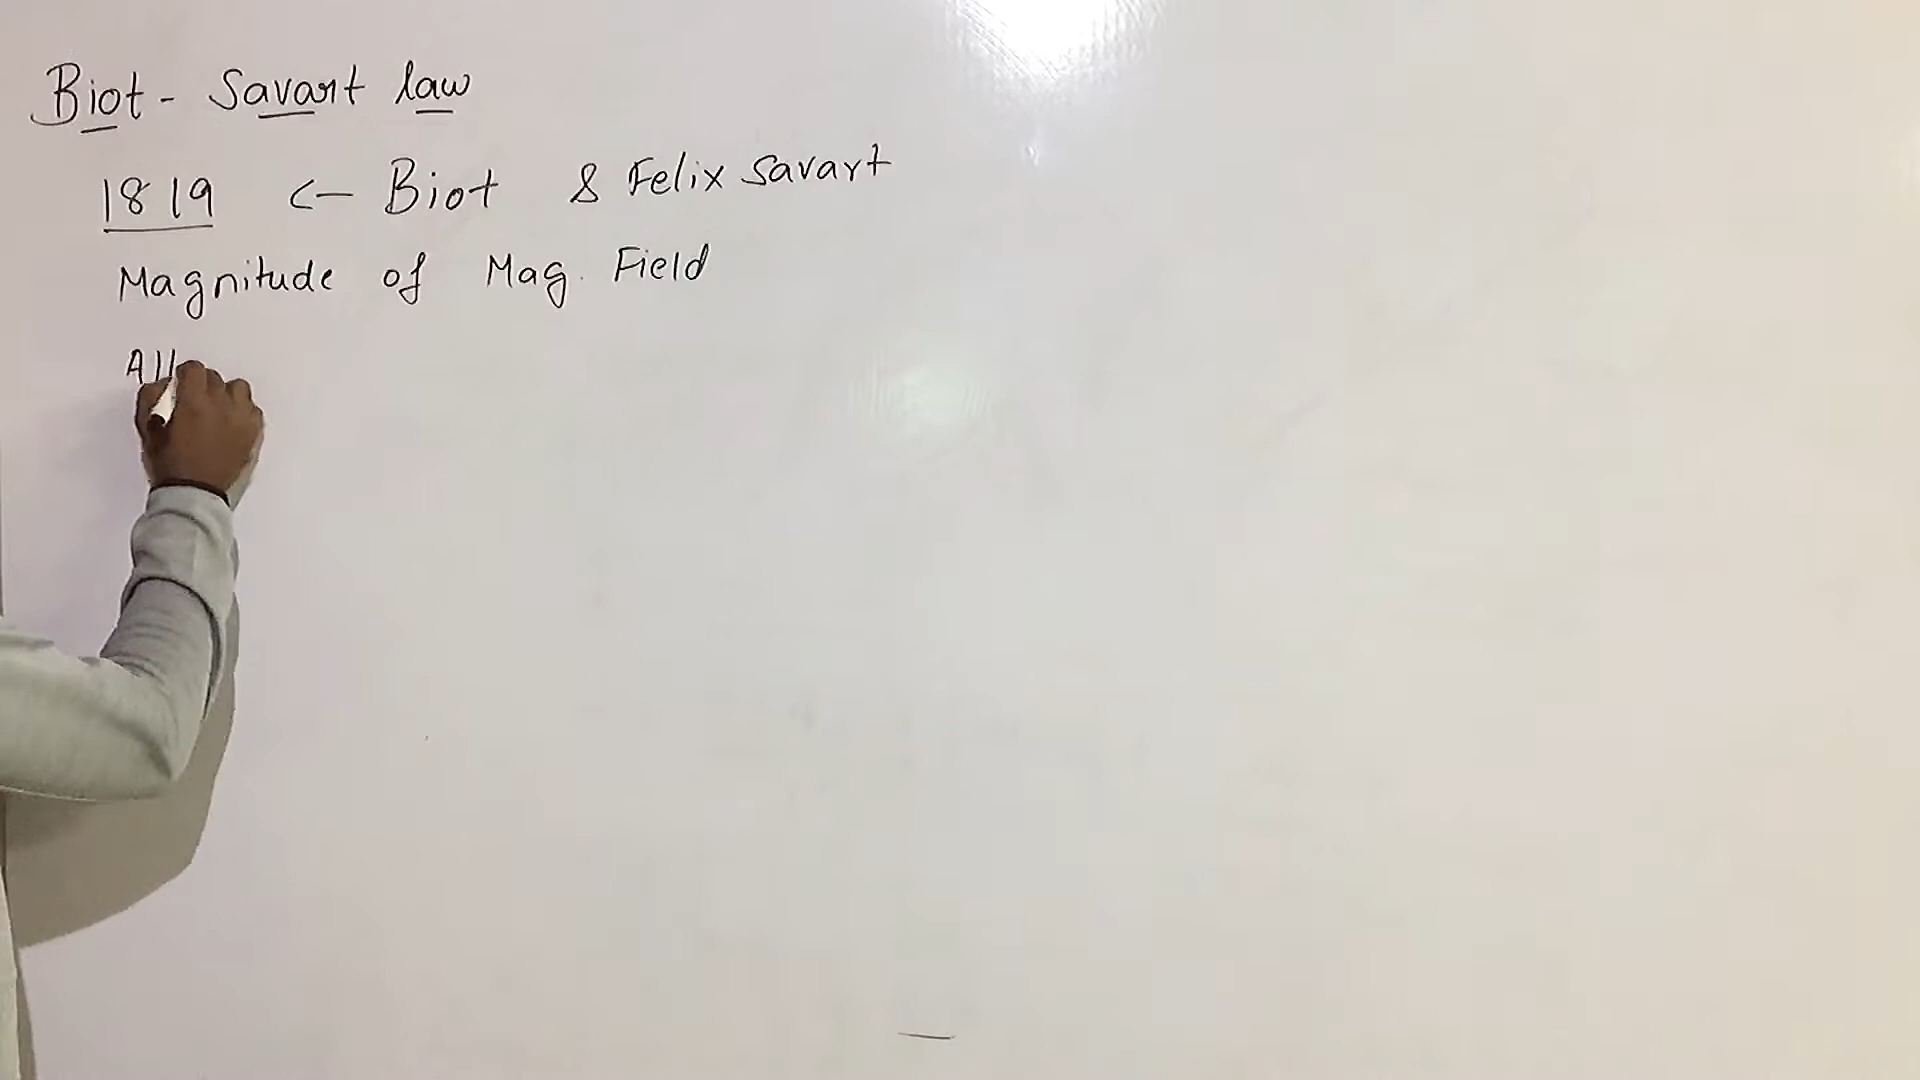 Biot - Savart law
1819 <- Biot & Felix Savart
Magnitude of Mag. Field
All